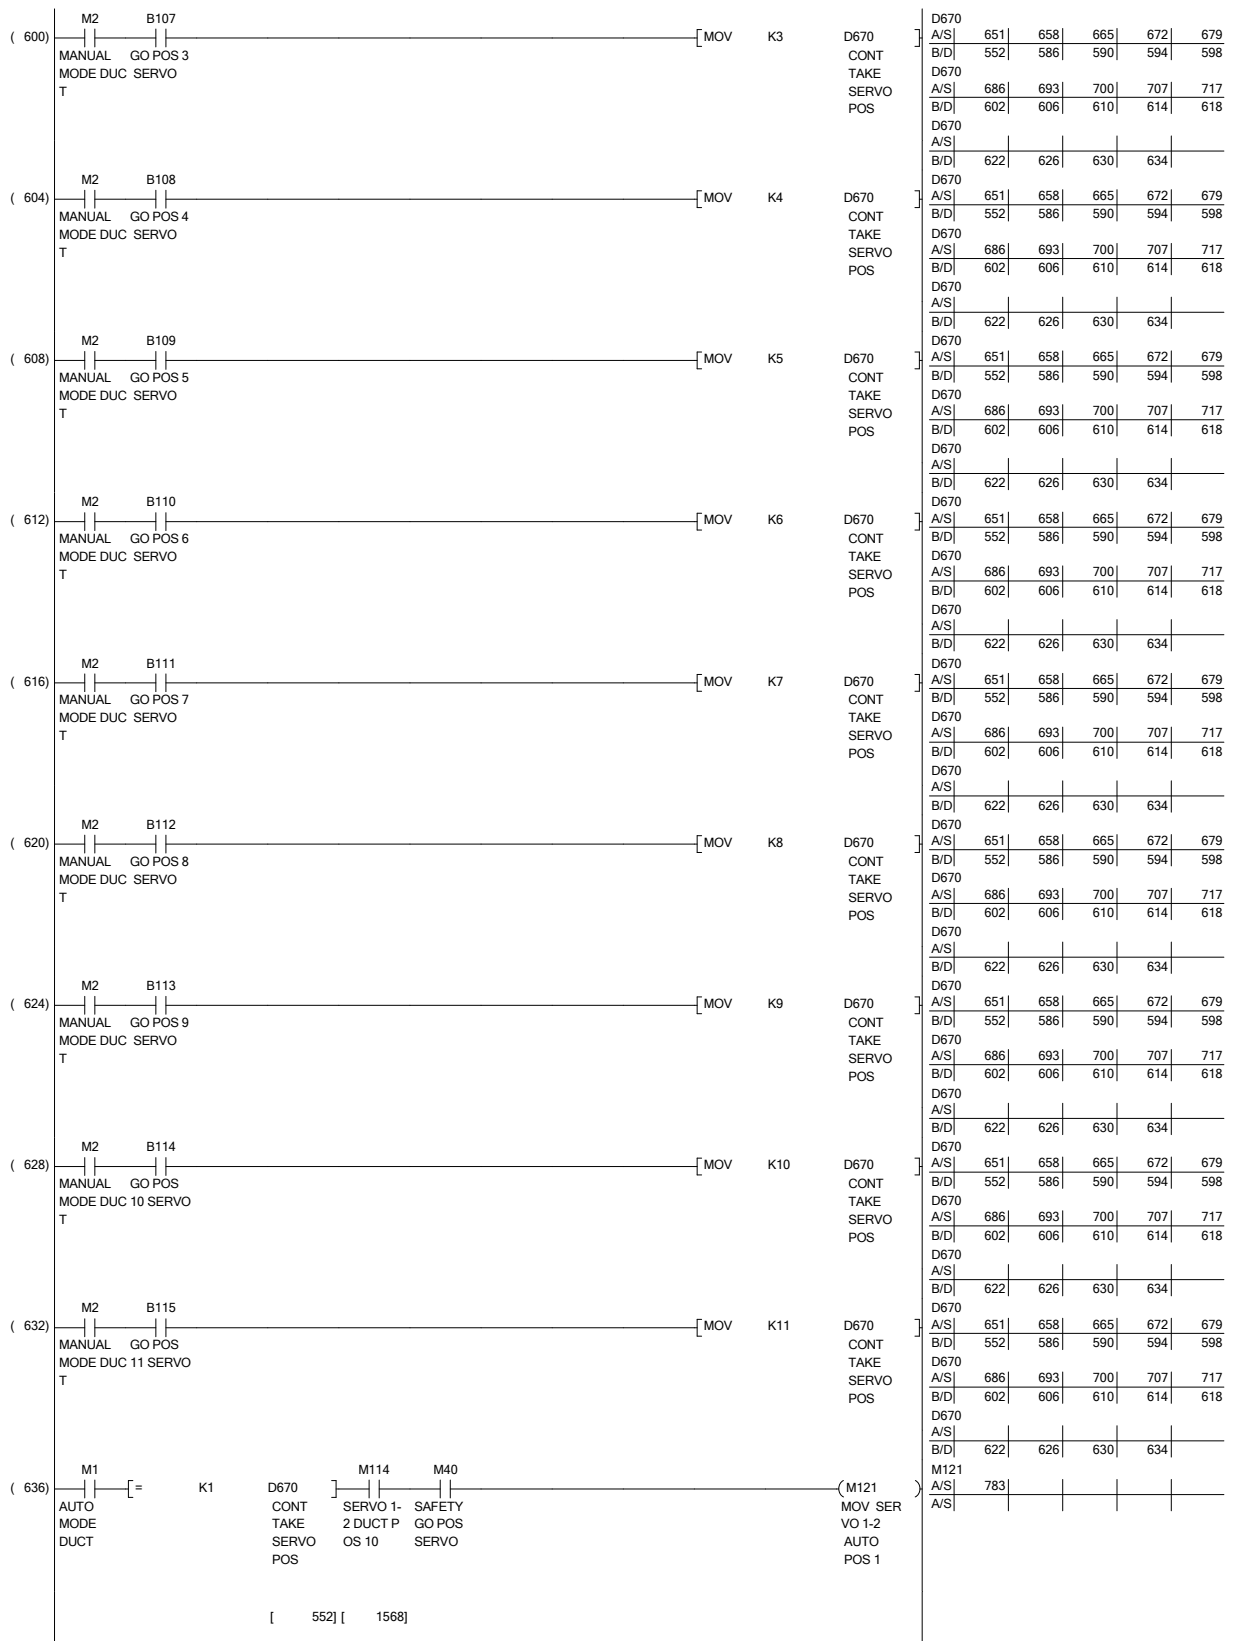 M2 B107 D670
( 600) MOV K3 D670 A/S 651 658 665 672 679
MANUAL GO POS 3 CONT B/D 552 586 590 594 598
MODE DUC SERVO TAKE D670
T SERVO A/S 686 693 700 707 717
POS B/D 602 606 610 614 618
D670
A/S
B/D 622 626 630 634
M2 B108 D670
( 604) MOV K4 D670 A/S 651 658 665 672 679
MANUAL GO POS 4 CONT B/D 552 586 590 594 598
MODE DUC SERVO TAKE D670
T SERVO A/S 686 693 700 707 717
POS B/D 602 606 610 614 618
D670
A/S
B/D 622 626 630 634
M2 B109 D670
( 608) MOV K5 D670 A/S 651 658 665 672 679
MANUAL GO POS 5 CONT B/D 552 586 590 594 598
MODE DUC SERVO TAKE D670
T SERVO A/S 686 693 700 707 717
POS B/D 602 606 610 614 618
D670
A/S
B/D 622 626 630 634
M2 B110 D670
( 612) MOV K6 D670 A/S 651 658 665 672 679
MANUAL GO POS 6 CONT B/D 552 586 590 594 598
MODE DUC SERVO TAKE D670
T SERVO A/S 686 693 700 707 717
POS B/D 602 606 610 614 618
D670
A/S
B/D 622 626 630 634
M2 B111 D670
( 616) MOV K7 D670 A/S 651 658 665 672 679
MANUAL GO POS 7 CONT B/D 552 586 590 594 598
MODE DUC SERVO TAKE D670
T SERVO A/S 686 693 700 707 717
POS B/D 602 606 610 614 618
D670
A/S
B/D 622 626 630 634
M2 B112 D670
( 620) MOV K8 D670 A/S 651 658 665 672 679
MANUAL GO POS 8 CONT B/D 552 586 590 594 598
MODE DUC SERVO TAKE D670
T SERVO A/S 686 693 700 707 717
POS B/D 602 606 610 614 618
D670
A/S
B/D 622 626 630 634
M2 B113 D670
( 624) MOV K9 D670 A/S 651 658 665 672 679
MANUAL GO POS 9 CONT B/D 552 586 590 594 598
MODE DUC SERVO TAKE D670
T SERVO A/S 686 693 700 707 717
POS B/D 602 606 610 614 618
D670
A/S
B/D 622 626 630 634
M2 B114 D670
( 628) MOV K10 D670 A/S 651 658 665 672 679
MANUAL GO POS CONT B/D 552 586 590 594 598
MODE DUC 10 SERVO TAKE D670
T SERVO A/S 686 693 700 707 717
POS B/D 602 606 610 614 618
D670
A/S
B/D 622 626 630 634
M2 B115 D670
( 632) MOV K11 D670 A/S 651 658 665 672 679
MANUAL GO POS CONT B/D 552 586 590 594 598
MODE DUC 11 SERVO TAKE D670
T SERVO A/S 686 693 700 707 717
POS B/D 602 606 610 614 618
D670
A/S
B/D 622 626 630 634
M1 M114 M40 M121
( 636) [= K1 D670 ] (M121 ) A/S 783
AUTO CONT SERVO 1- SAFETY MOV SER A/S
MODE TAKE 2 DUCT P GO POS VO 1-2
DUCT SERVO OS 10 SERVO AUTO
POS POS 1
[ 552] [ 1568]